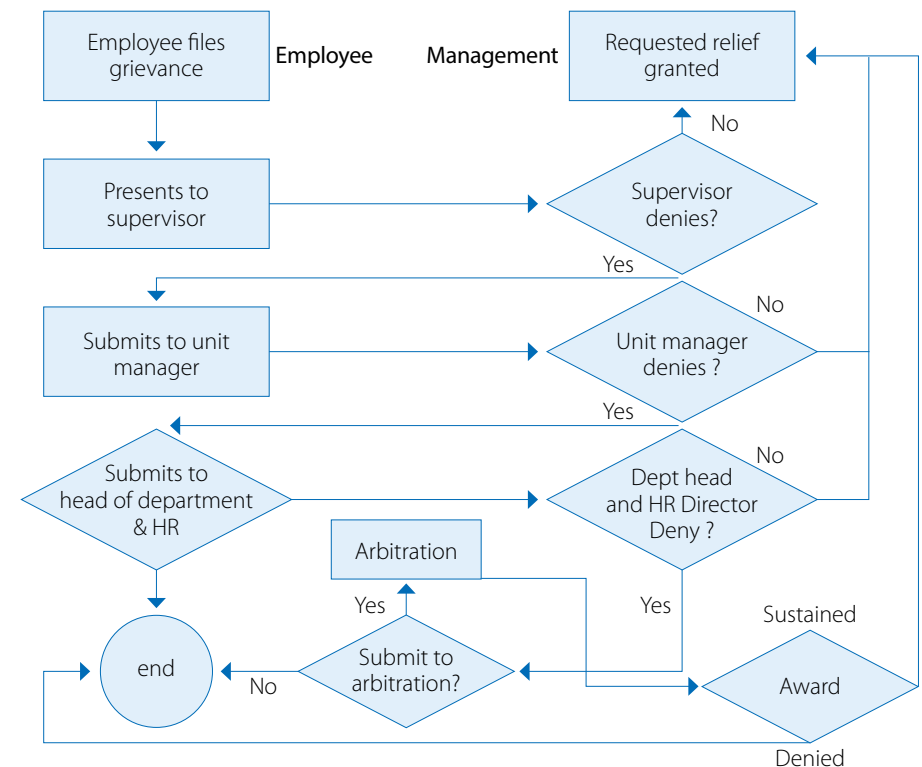 Employee files
grievance
Employee
Management
Requested relief
granted
No
Presents to
supervisor
Supervisor
denies?
Yes
Submits to unit
manager
No
Unit manager
denies ?
Yes
Submits to
head of department
& HR
No
Dept head
and HR Director
Deny ?
Arbitration
Yes
Yes
Sustained
end
No
Submit to
arbitration?
Award
Denied